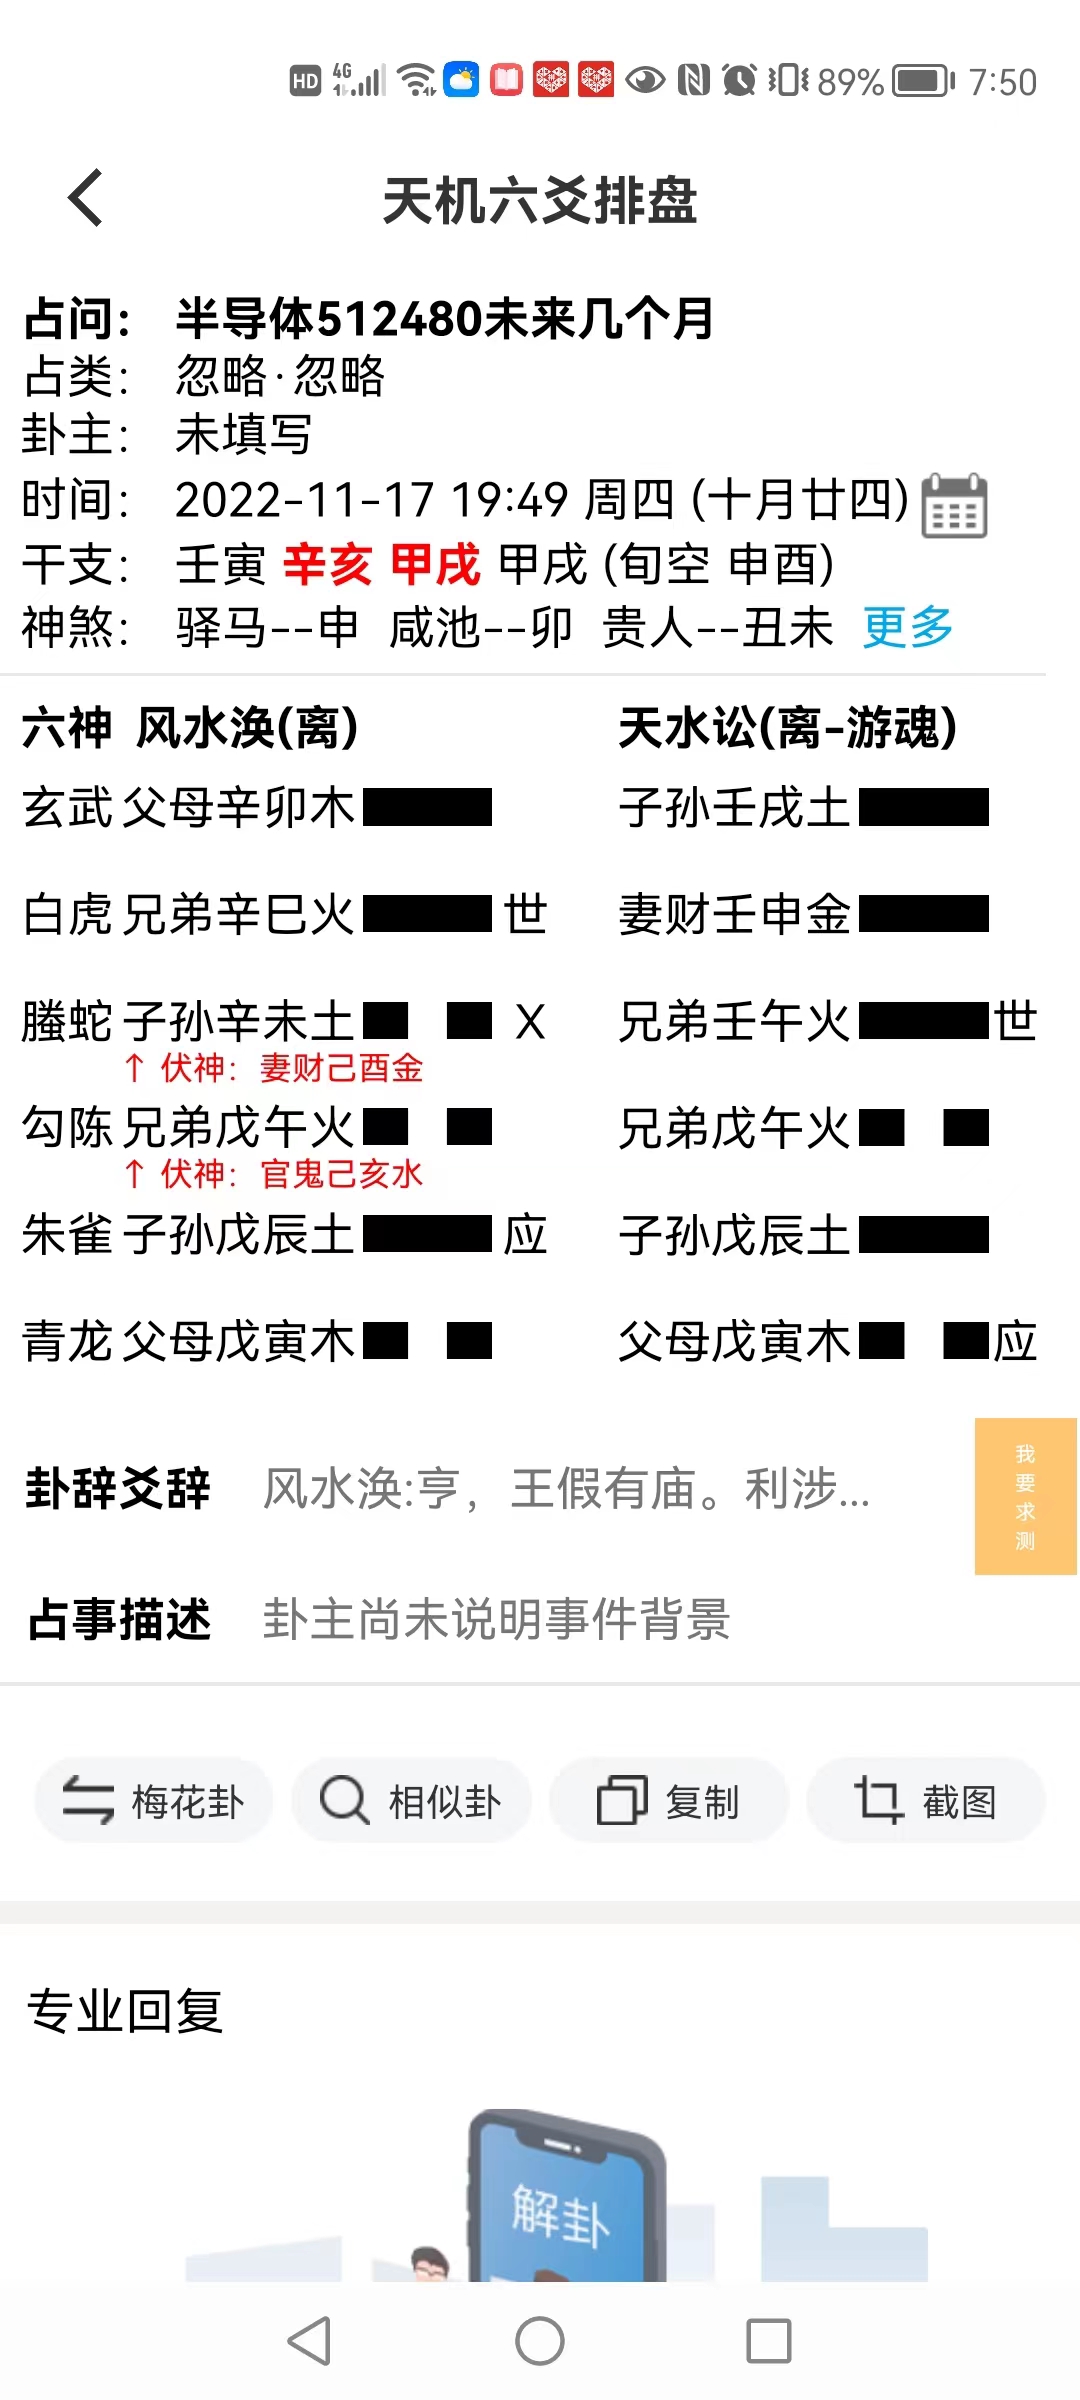 HD 4G 89% 7:50
天机六爻排盘
占问： 半导体512480未来几个月
占类： 忽略·忽略
卦主： 未填写
时间： 2022-11-17 19:49 周四 (十月廿四)
干支： 壬寅 辛亥 甲戌 甲戌 (旬空 申酉)
神煞： 驿马--申 咸池--卯 贵人--丑未 更多
六神 风水涣(离) 天水讼(离-游魂)
玄武 父母辛卯木 子孙壬戌土
白虎 兄弟辛巳火 世 妻财壬申金
螣蛇 子孙辛未土 X 兄弟壬午火 世
↑ 伏神：妻财己酉金
勾陈 兄弟戊午火 兄弟戊午火
↑ 伏神：官鬼己亥水
朱雀 子孙戊辰土 应 子孙戊辰土
青龙 父母戊寅木 父母戊寅木 应
卦辞爻辞 风水涣:亨，王假有庙。利涉...
我要求测
占事描述 卦主尚未说明事件背景
梅花卦 相似卦 复制 截图
专业回复
解卦